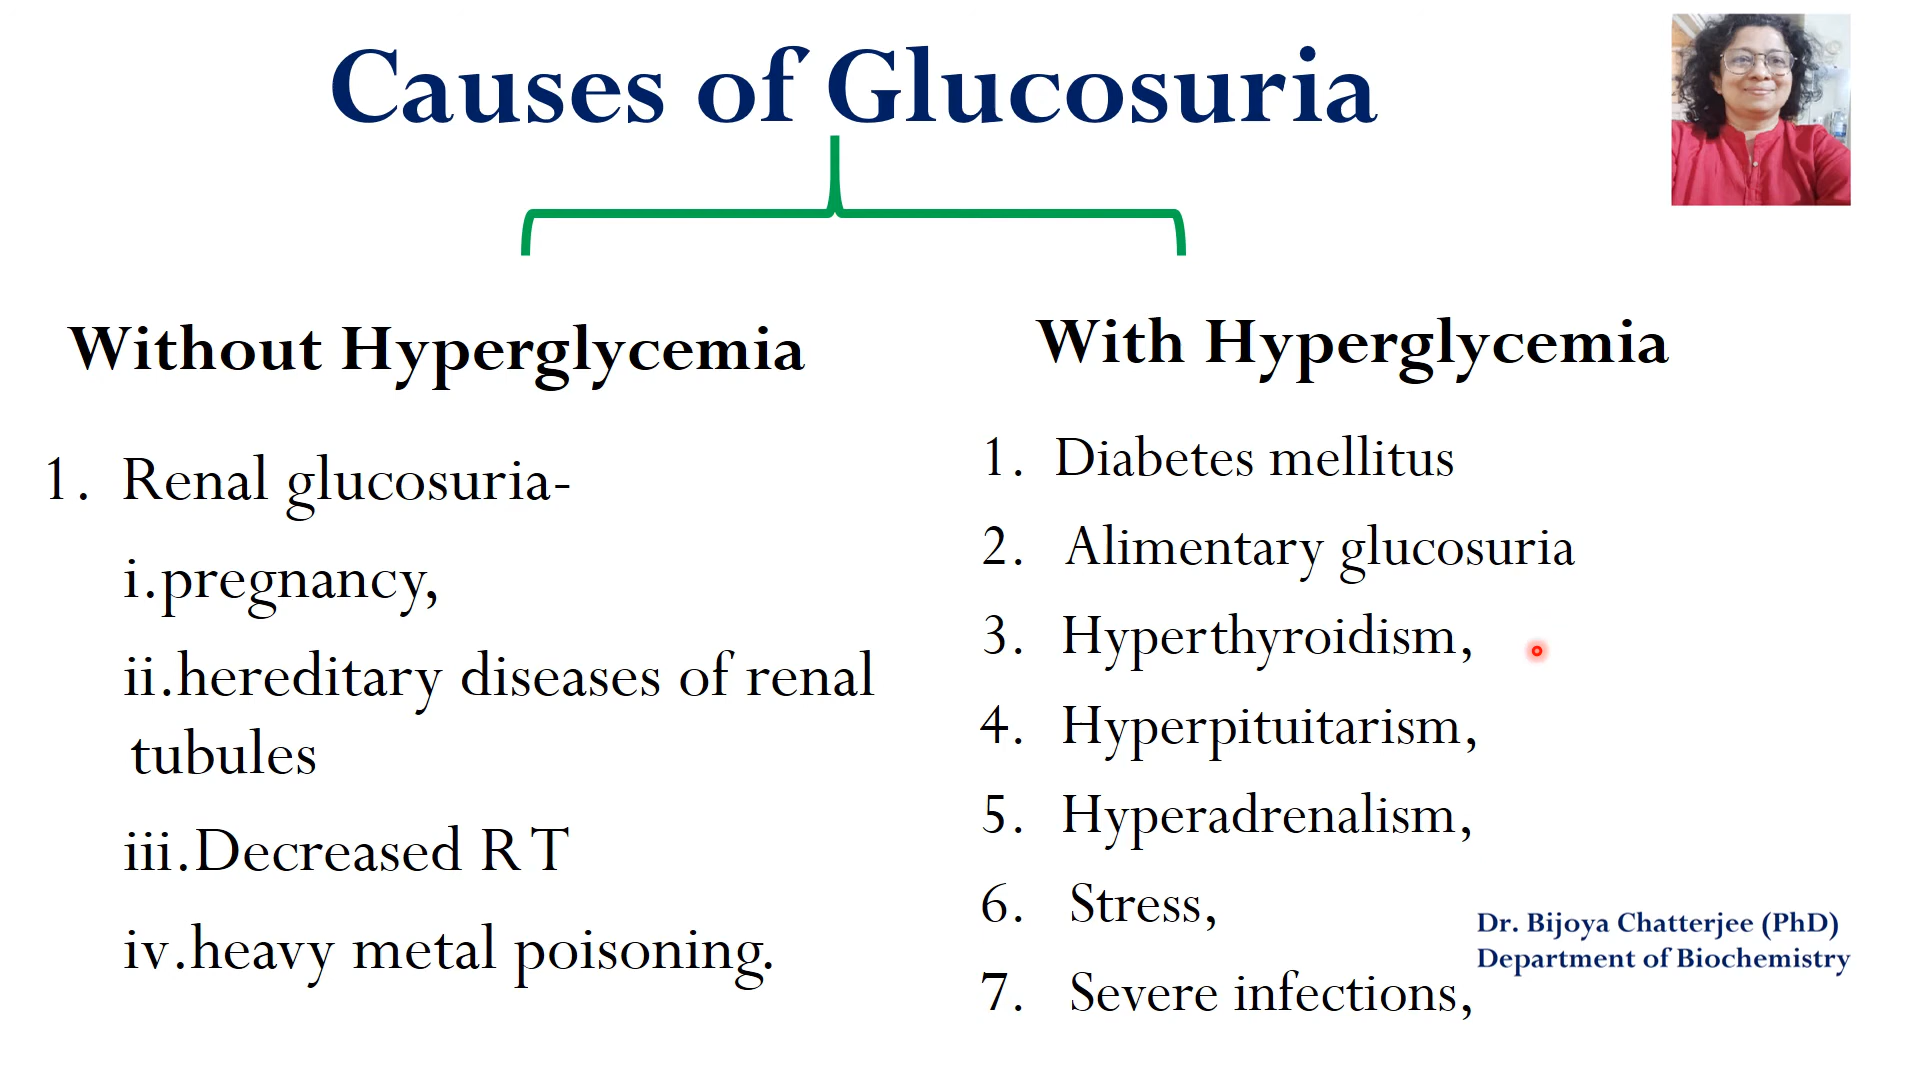 Causes of Glucosuria
Without Hyperglycemia
1. Renal glucosuria-
i.pregnancy,
ii.hereditary diseases of renal
tubules
iii.Decreased RT
iv.heavy metal poisoning.
With Hyperglycemia
1. Diabetes mellitus
2. Alimentary glucosuria
3. Hyperthyroidism,
4. Hyperpituitarism,
5. Hyperadrenalism,
6. Stress,
7. Severe infections,
Dr. Bijoya Chatterjee (PhD)
Department of Biochemistry